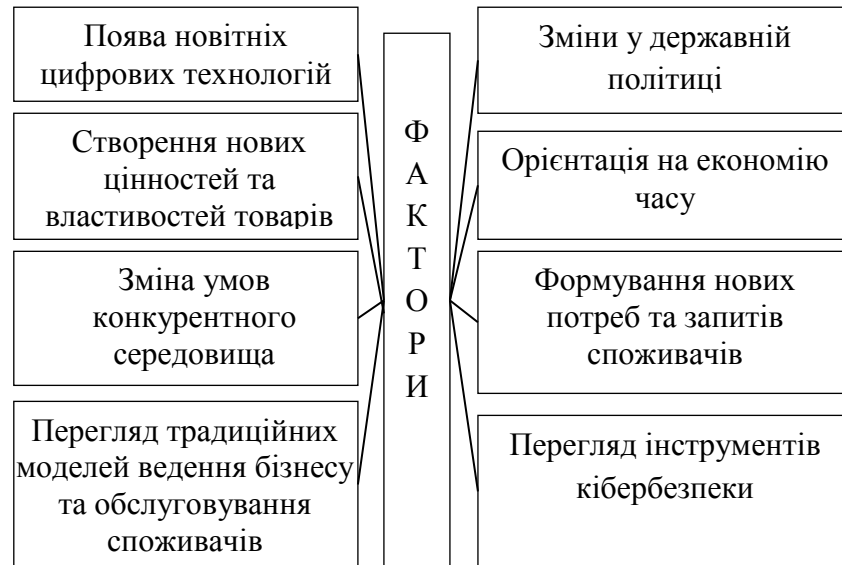 Поява новітніх
цифрових технологій
Створення нових
цінностей та
властивостей товарів
Зміна умов
конкурентного
середовища
Перегляд традиційних
моделей ведення бізнесу
та обслуговування
споживачів
Ф
А
К
Т
О
Р
И
Зміни у державній
політиці
Орієнтація на економію
часу
Формування нових
потреб та запитів
споживачів
Перегляд інструментів
кібербезпеки